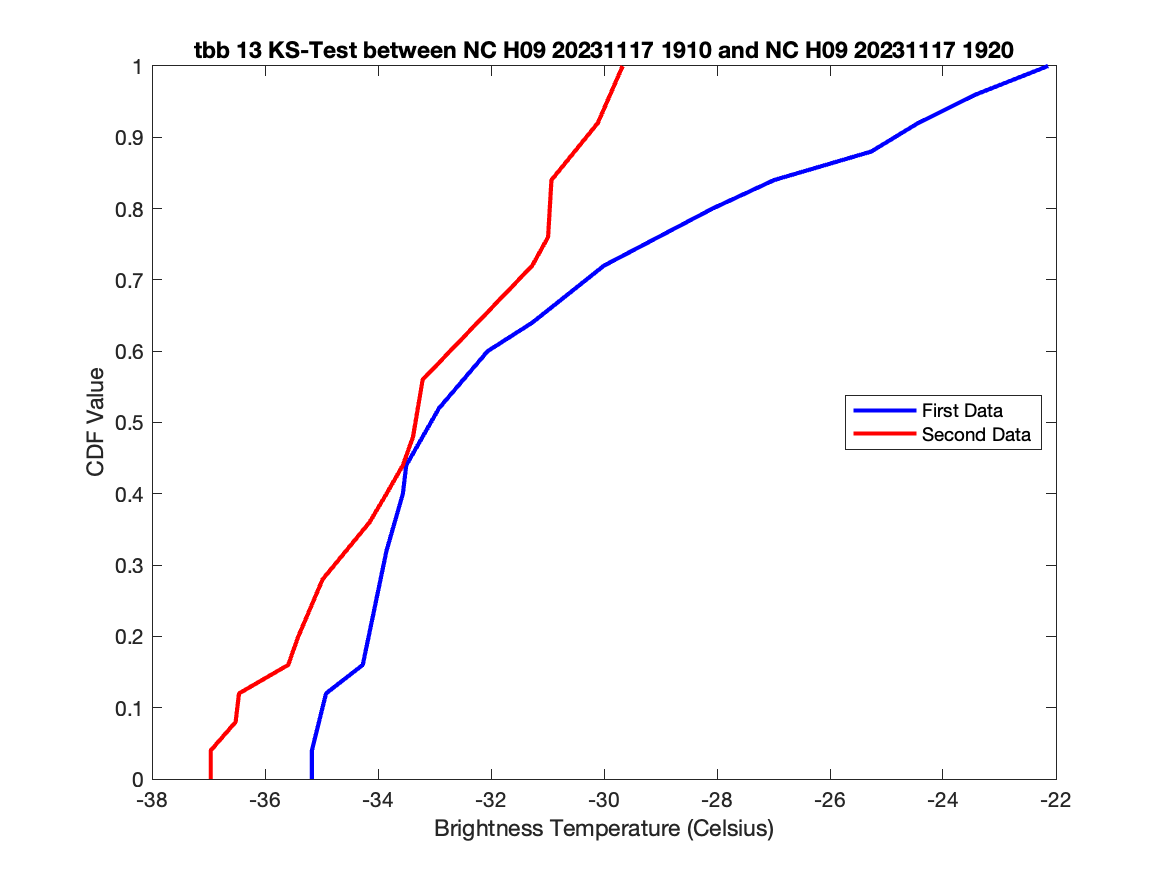 tbb 13 KS-Test between NC H09 20231117 1910 and NC H09 20231117 1920
1
0.9
0.8
0.7
0.6
0.5
0.4
0.3
0.2
0.1
0
CDF Value
First Data
Second Data
-38 -36 -34 -32 -30 -28 -26 -24 -22
Brightness Temperature (Celsius)